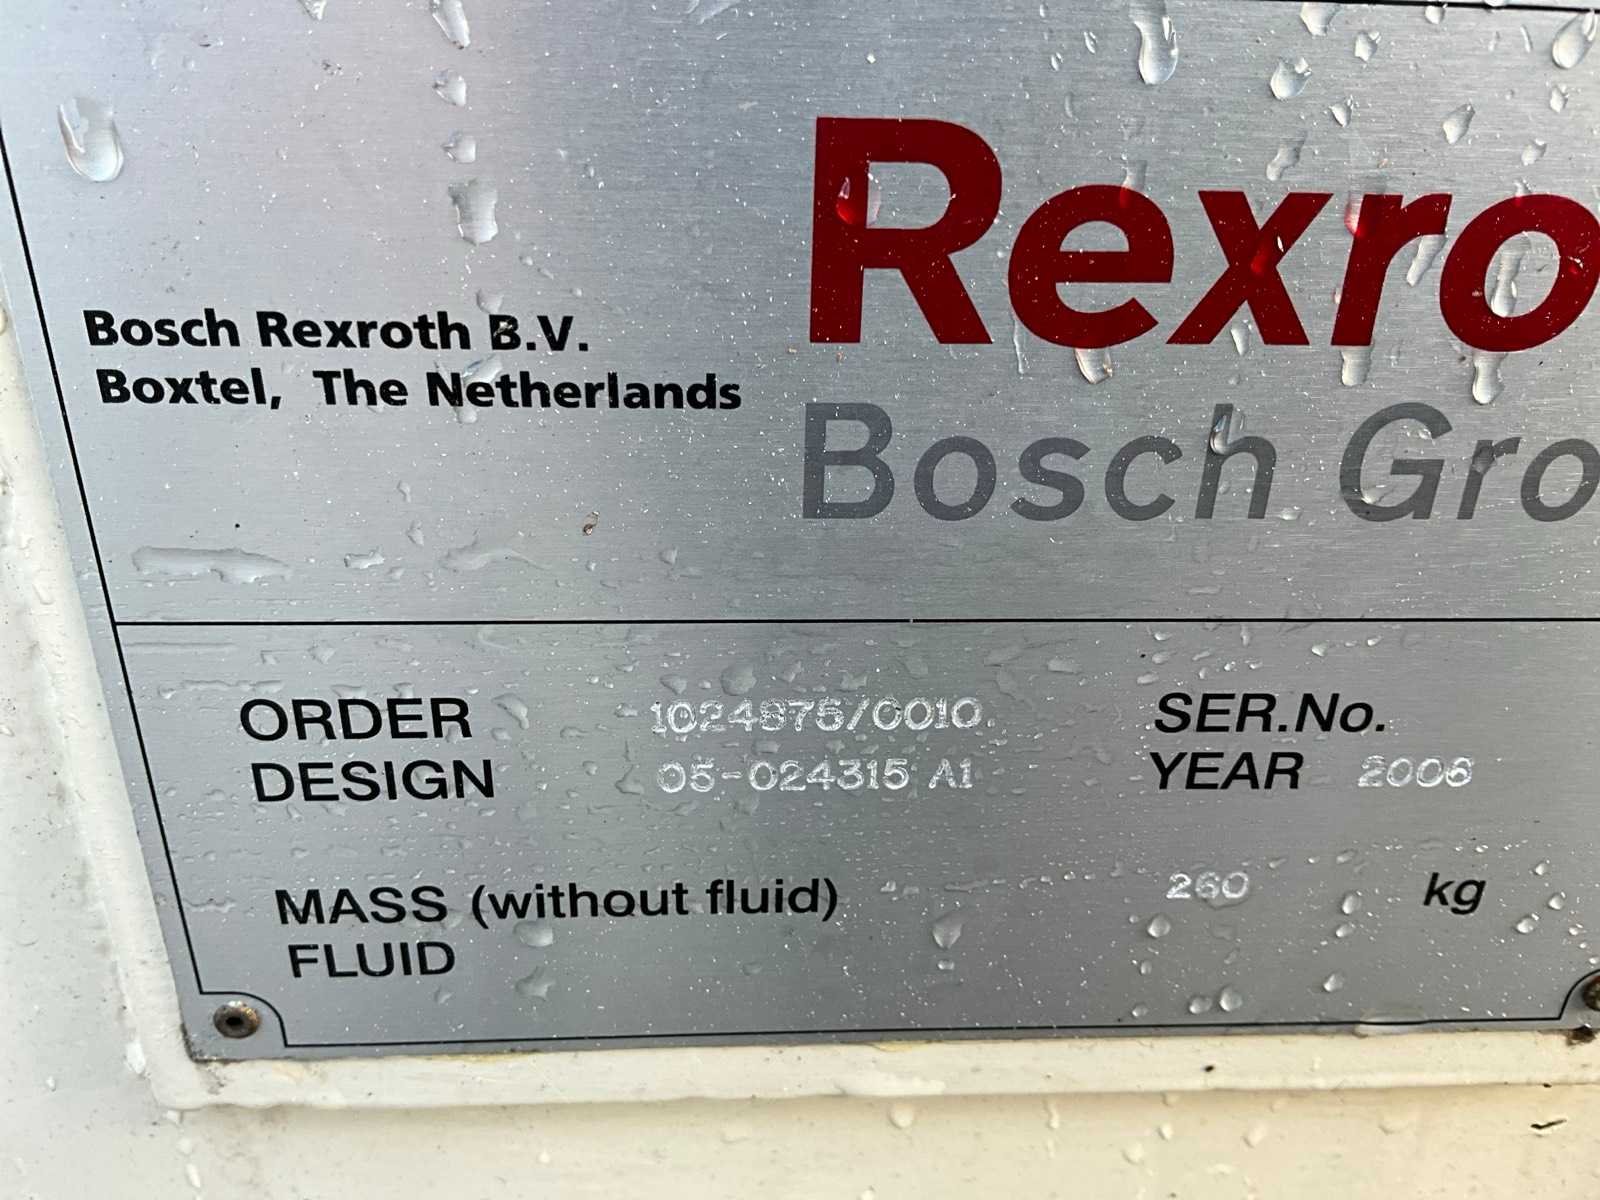 Rexro
Bosch Rexroth B.V.
Boxtel, The Netherlands
Bosch Gro
ORDER 1024875/0010 SER.No.
DESIGN 05-024315 A1 YEAR 2006
MASS (without fluid) 260 kg
FLUID